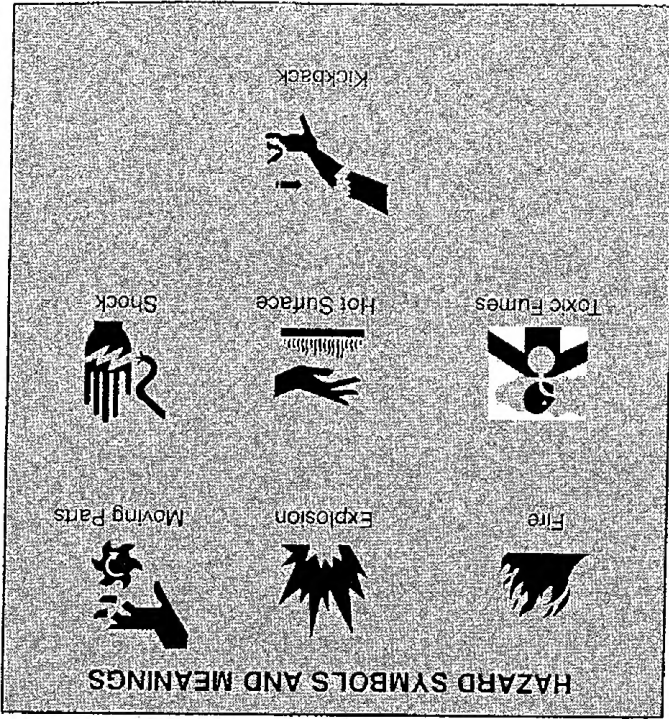 HAZARD SYMBOLS AND MEANINGS
Fire Explosion Moving Parts
Toxic Fumes Hot Surface Shock
Kickback